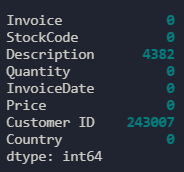 Invoice 0
StockCode 0
Description 4382
Quantity 0
InvoiceDate 0
Price 0
Customer ID 243007
Country 0
dtype: int64